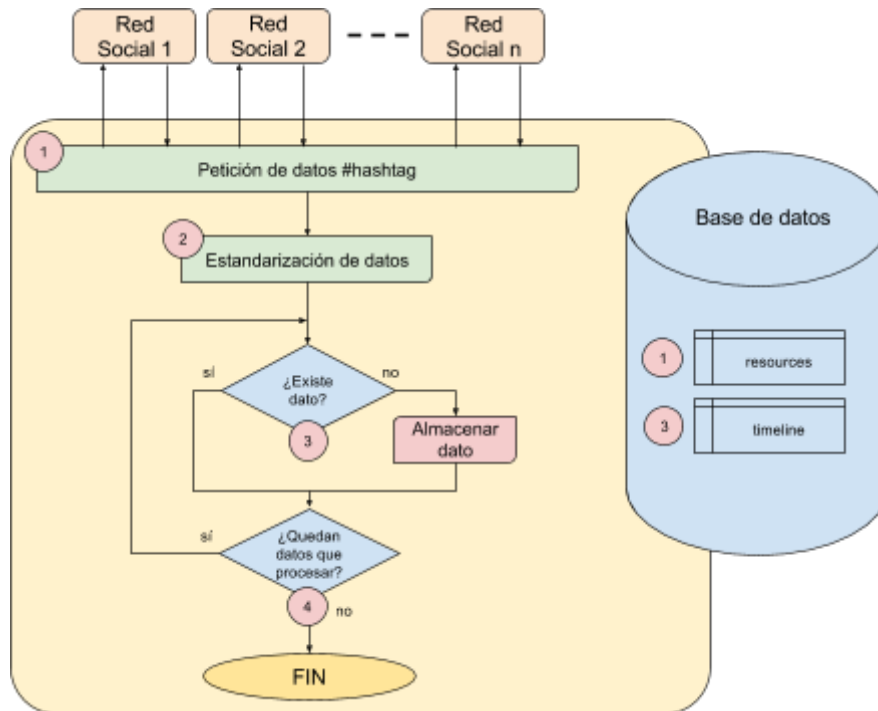 Red
Social 1
Red
Social 2
Red
Social n
1
Petición de datos #hashtag
2
Estandarización de datos
Base de datos
sí
¿Existe
dato?
no
3
Almacenar
dato
1
resources
3
timeline
sí
¿Quedan
datos que
procesar?
4
no
FIN